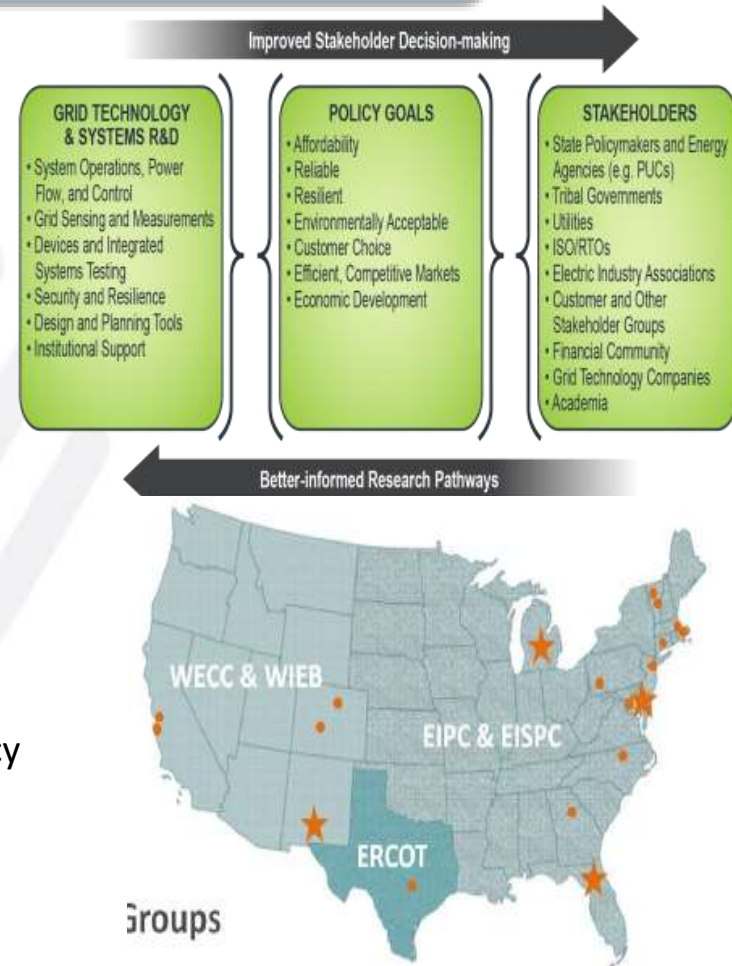 Improved Stakeholder Decision-making
GRID TECHNOLOGY
& SYSTEMS R&D
• System Operations, Power
Flow, and Control
• Grid Sensing and Measurements
• Devices and Integrated
Systems Testing
• Security and Resilience
• Design and Planning Tools
• Institutional Support
POLICY GOALS
• Affordability
• Reliable
• Resilient
• Environmentally Acceptable
• Customer Choice
• Efficient, Competitive Markets
• Economic Development
STAKEHOLDERS
• State Policymakers and Energy
Agencies (e.g. PUCs)
• Tribal Governments
• Utilities
• ISO/RTOs
• Electric Industry Associations
• Customer and Other
Stakeholder Groups
• Financial Community
• Grid Technology Companies
• Academia
Better-informed Research Pathways
WECC & WIEB
EIPC & EISPC
ERCOT
Groups